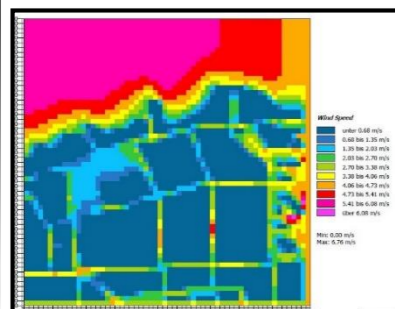 Wind Speed
unter 0.68 m/s
0.68 bis 1.35 m/s
1.35 bis 2.03 m/s
2.03 bis 2.70 m/s
2.70 bis 3.38 m/s
3.38 bis 4.06 m/s
4.06 bis 4.73 m/s
4.73 bis 5.41 m/s
5.41 bis 6.08 m/s
über 6.08 m/s
Min: 0.00 m/s
Max: 6.76 m/s